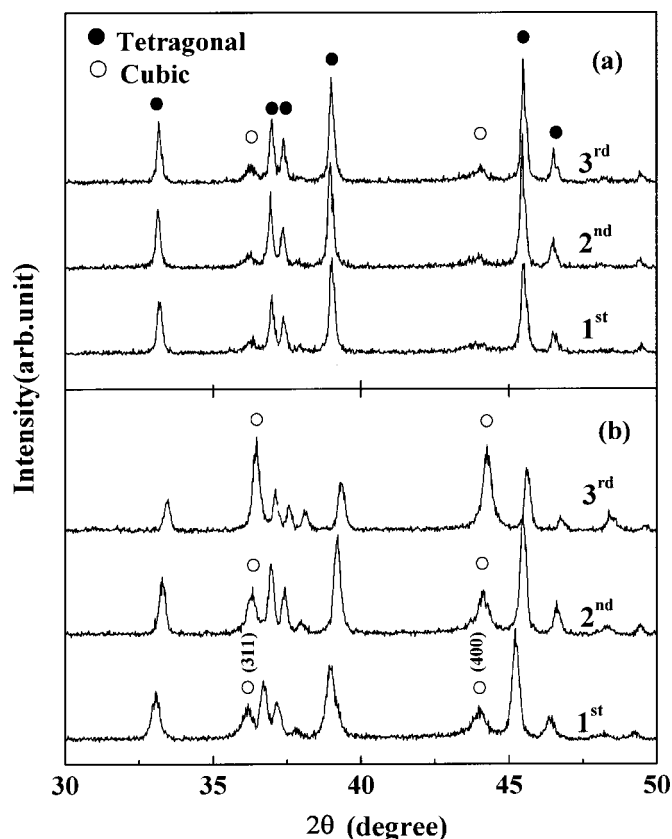 ● Tetragonal
○ Cubic
(a)
3rd
2nd
1st
Intensity(arb.unit)
(b)
3rd
2nd
(311)
(400)
1st
30 35 40 45 50
2θ (degree)